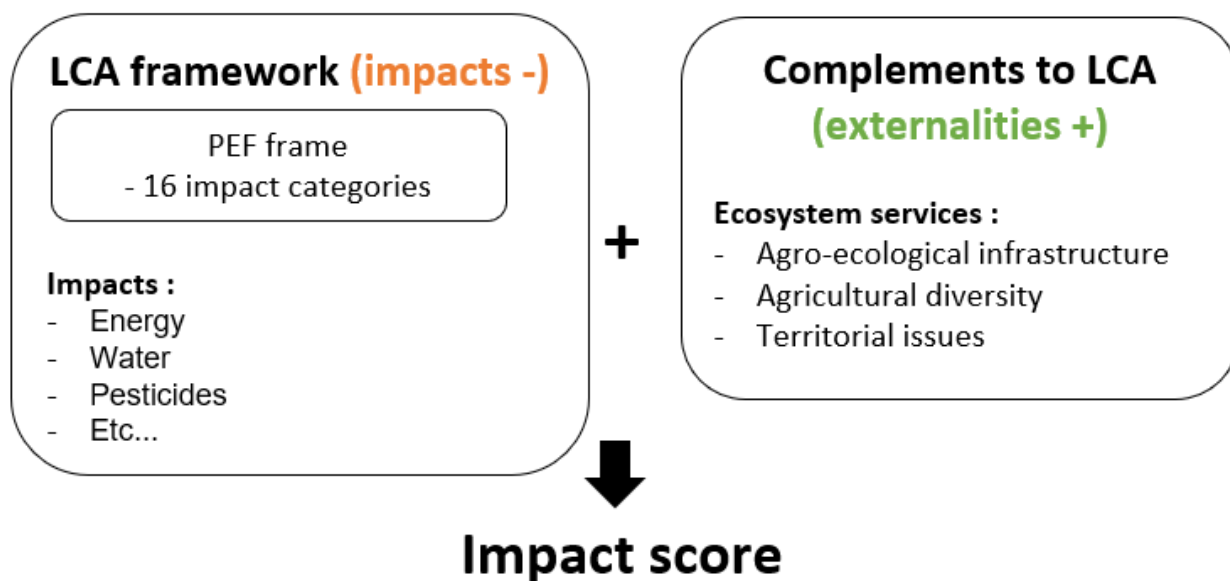 LCA framework (impacts -)
PEF frame
- 16 impact categories
Impacts :
- Energy
- Water
- Pesticides
- Etc...
+
Complements to LCA
(externalities +)
Ecosystem services :
- Agro-ecological infrastructure
- Agricultural diversity
- Territorial issues
Impact score